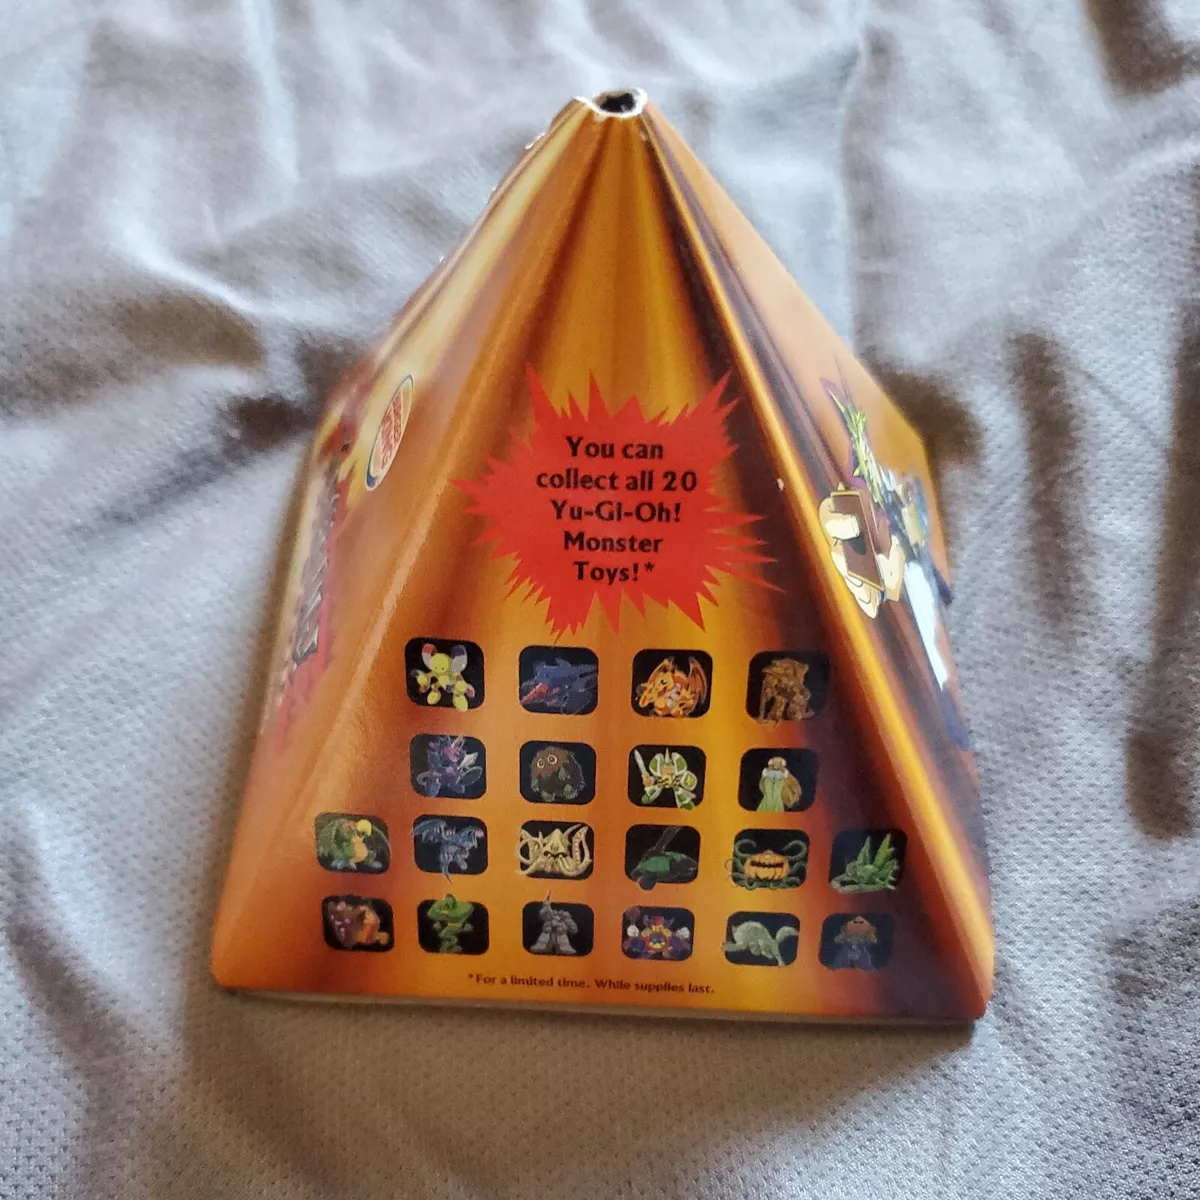 You can
collect all 20
Yu-Gi-Oh!
Monster
Toys!*
*For a limited time. While supplies last.